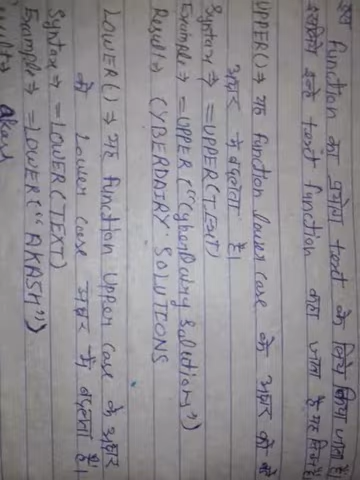 इस function का प्रयोग text के लिये किया जाता है
इसलिये इसे text function कहा जाता है यह
UPPER() → यह function lower case के अक्षर को
अक्षर में बदलता है।
Syntax → =UPPER(TEXT)
Example → =UPPER("Cyberdairy Solutions")
Result → CYBERDAIRY SOLUTIONS
LOWER() → यह function Upper case के अक्षर
को Lower case अक्षर में बदलता है।
Syntax → =LOWER(TEXT)
Example → =LOWER("AKASH")
Result → akash